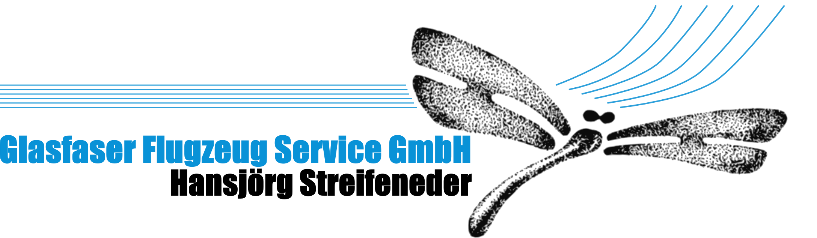 Glasfaser Flugzeug Service GmbH
Hansjörg Streifeneder